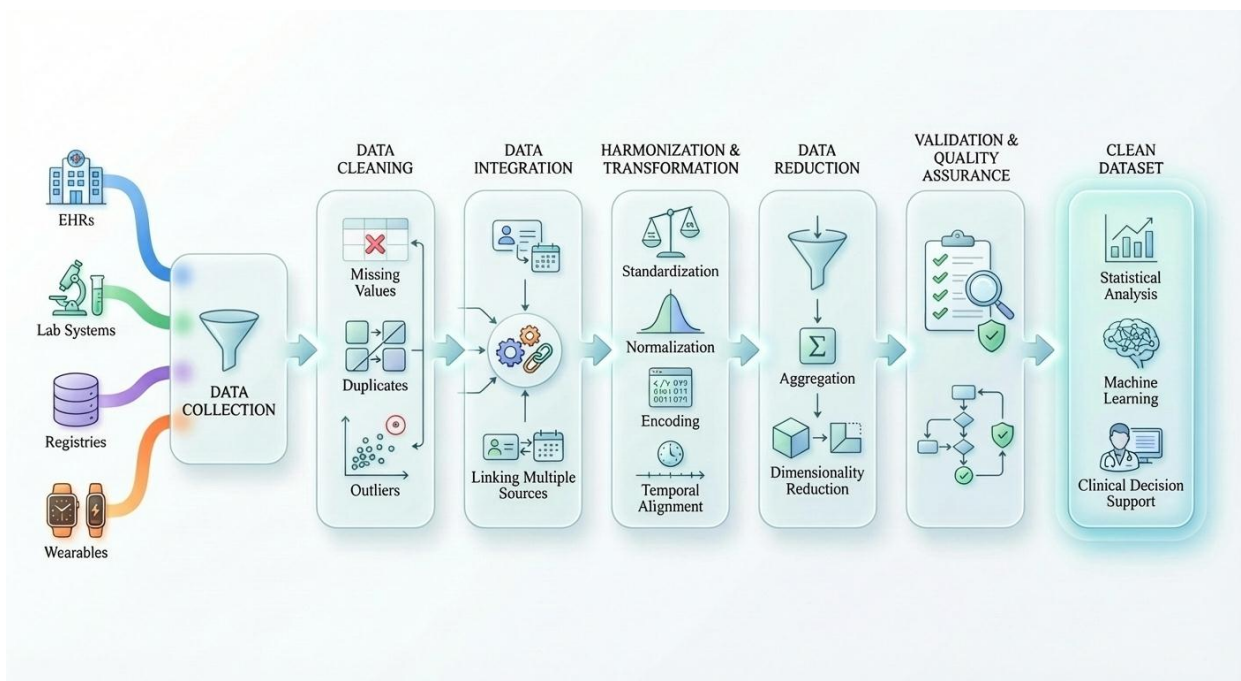 EHRs
Lab Systems
Registries
Wearables
DATA
COLLECTION
DATA
CLEANING
Missing
Values
Duplicates
Outliers
DATA
INTEGRATION
Linking Multiple
Sources
HARMONIZATION &
TRANSFORMATION
Standardization
Normalization
Encoding
Temporal
Alignment
DATA
REDUCTION
Σ
Aggregation
Dimensionality
Reduction
VALIDATION &
QUALITY
ASSURANCE
CLEAN
DATASET
Statistical
Analysis
Machine
Learning
Clinical Decision
Support